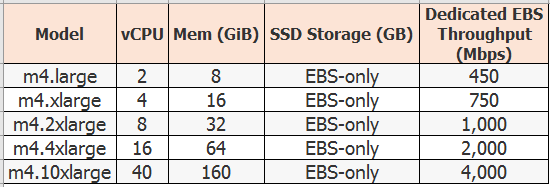 Model vCPU Mem (GiB) SSD Storage (GB) Dedicated EBS Throughput (Mbps)
m4.large 2 8 EBS-only 450
m4.xlarge 4 16 EBS-only 750
m4.2xlarge 8 32 EBS-only 1,000
m4.4xlarge 16 64 EBS-only 2,000
m4.10xlarge 40 160 EBS-only 4,000